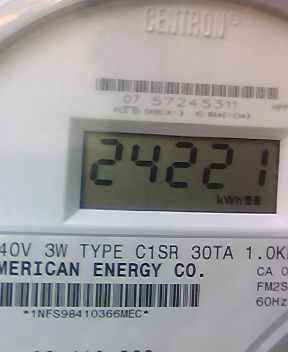 CENTRON®
07 57245311
24221
kWh
40V 3W TYPE C1SR 30TA 1.0K
MERICAN ENERGY CO.
CA 0
FM2S
60Hz
*1NFS98410366MEC*